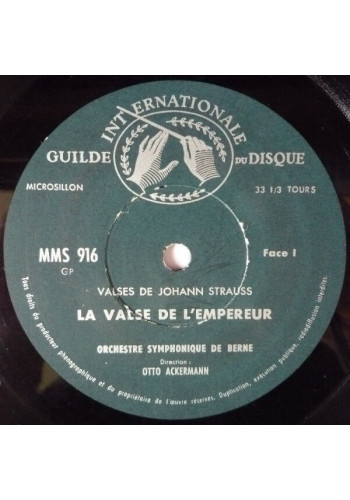 INTERNATIONALE
GUILDE DU DISQUE
MICROSILLON 33 1/3 TOURS
MMS 916 Face I
GP
VALSES DE JOHANN STRAUSS
LA VALSE DE L'EMPEREUR
ORCHESTRE SYMPHONIQUE DE BERNE
Direction :
OTTO ACKERMANN
Tous droits du producteur phonographique et du propriétaire de l'œuvre réservés. Duplication, exécution publique, radiodiffusion interdites.